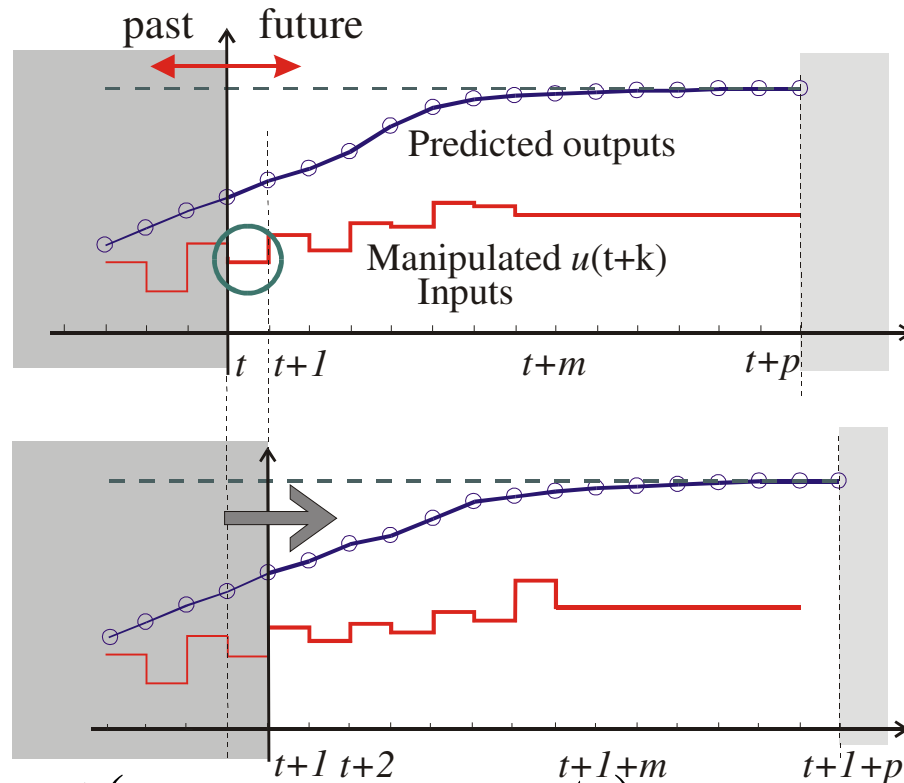 past future
Predicted outputs
Manipulated u(t+k)
Inputs
t t+1 t+m t+p
t+1 t+2 t+1+m t+1+p